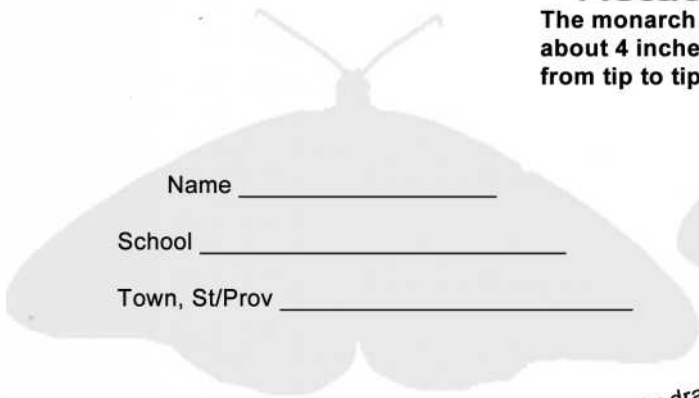 The monarch
about 4 inche
from tip to tip
Name
School
Town, St/Prov